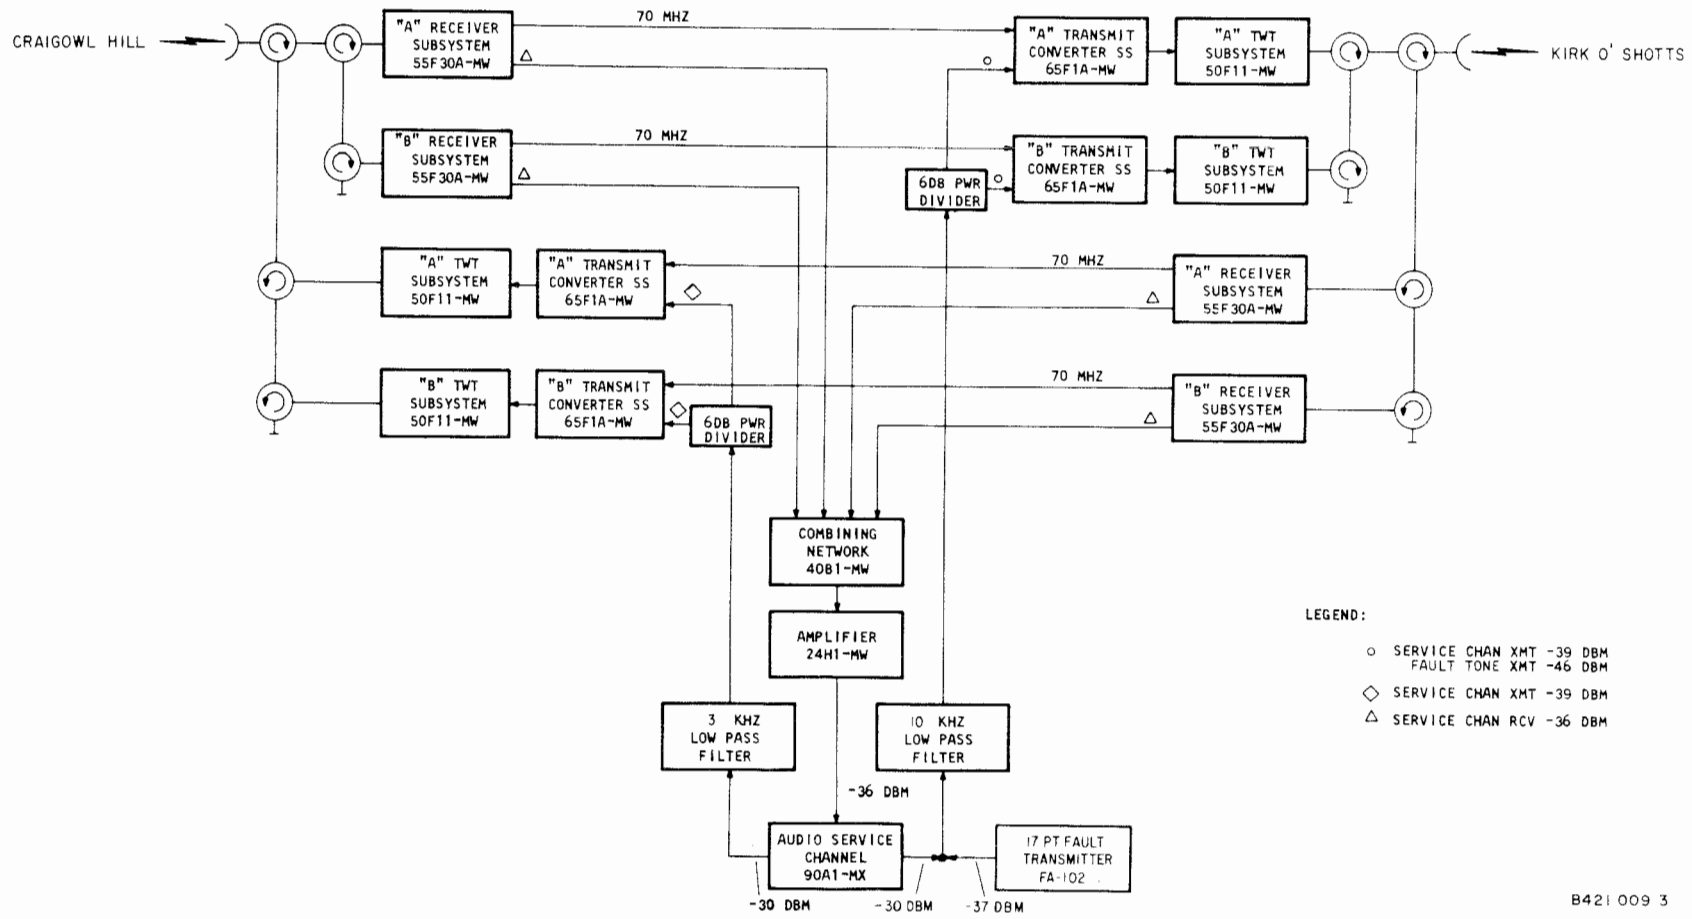 CRAIGOWL HILL
"A" RECEIVER
SUBSYSTEM
55F30A-MW
70 MHZ
"A" TRANSMIT
CONVERTER SS
65F1A-MW
"A" TWT
SUBSYSTEM
50F11-MW
KIRK O' SHOTTS
"B" RECEIVER
SUBSYSTEM
55F30A-MW
70 MHZ
6DB PWR
DIVIDER
"B" TRANSMIT
CONVERTER SS
65F1A-MW
"B" TWT
SUBSYSTEM
50F11-MW
"A" TWT
SUBSYSTEM
50F11-MW
"A" TRANSMIT
CONVERTER SS
65F1A-MW
70 MHZ
"A" RECEIVER
SUBSYSTEM
55F30A-MW
"B" TWT
SUBSYSTEM
50F11-MW
"B" TRANSMIT
CONVERTER SS
65F1A-MW
6DB PWR
DIVIDER
70 MHZ
"B" RECEIVER
SUBSYSTEM
55F30A-MW
COMBINING
NETWORK
40B1-MW
AMPLIFIER
24H1-MW
3 KHZ
LOW PASS
FILTER
10 KHZ
LOW PASS
FILTER
-36 DBM
AUDIO SERVICE
CHANNEL
90A1-MX
17 PT FAULT
TRANSMITTER
FA-102
-30 DBM
-30 DBM
-37 DBM
LEGEND:
SERVICE CHAN XMT -39 DBM
FAULT TONE XMT -46 DBM
SERVICE CHAN XMT -39 DBM
SERVICE CHAN RCV -36 DBM
B421 009 3